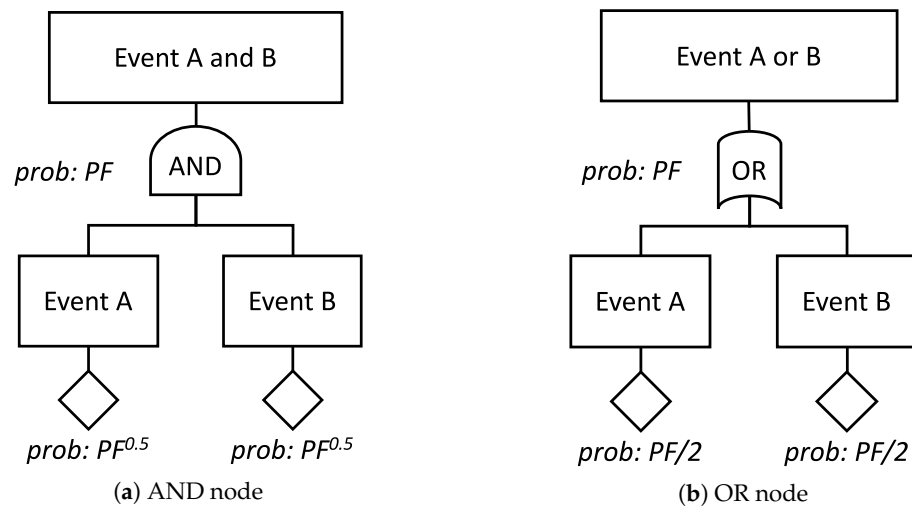 Event A and B
prob: PF
AND
Event A
Event B
prob: PF^0.5
prob: PF^0.5
(a) AND node
Event A or B
prob: PF
OR
Event A
Event B
prob: PF/2
prob: PF/2
(b) OR node